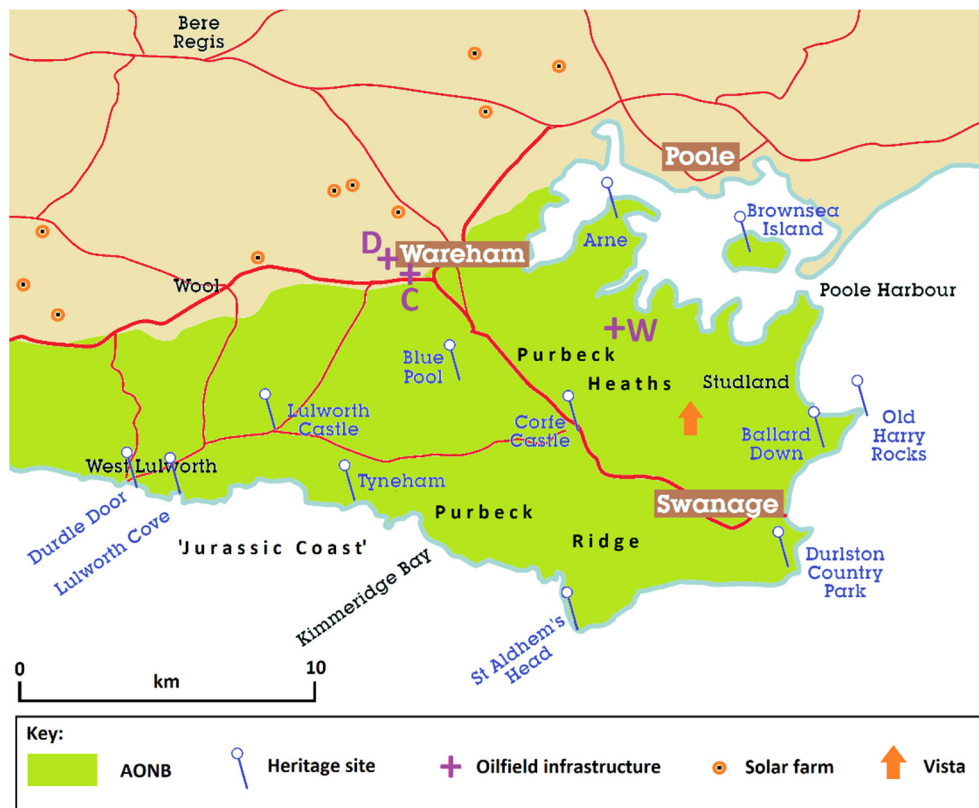 Bere
Regis
Poole
Brownsea
Island
Arne
D
Wareham
Wool
C
Poole Harbour
W
Blue
Pool
Purbeck
Heaths
Studland
Lulworth
Castle
Corfe
Castle
Ballard
Down
Old
Harry
Rocks
West Lulworth
Tyneham
Durdle Door
Lulworth Cove
Purbeck
Swanage
'Jurassic Coast'
Ridge
Kimmeridge Bay
Durlston
Country
Park
St Aldhem's
Head
0 10
km
Key:
AONB
Heritage site
Oilfield infrastructure
Solar farm
Vista